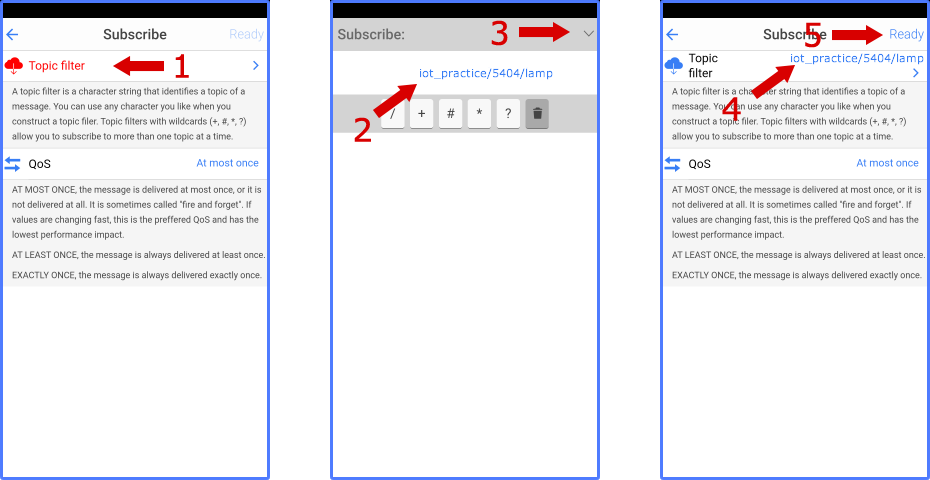 Subscribe
Ready
Topic filter
1
A topic filter is a character string that identifies a topic of a
message. You can use any character you like when you
construct a topic filer. Topic filters with wildcards (+, #, *, ?)
allow you to subscribe to more than one topic at a time.
QoS
At most once
AT MOST ONCE, the message is delivered at most once, or it is
not delivered at all. It is sometimes called "fire and forget". If
values are changing fast, this is the preffered QoS and has the
lowest performance impact.
AT LEAST ONCE, the message is always delivered at least once.
EXACTLY ONCE, the message is always delivered exactly once.
Subscribe:
3
iot_practice/5404/lamp
2
/ + # * ?
Subscribe
5
Ready
Topic
filter
iot_practice/5404/lamp
4
A topic filter is a character string that identifies a topic of a
message. You can use any character you like when you
construct a topic filer. Topic filters with wildcards (+, #, *, ?)
allow you to subscribe to more than one topic at a time.
QoS
At most once
AT MOST ONCE, the message is delivered at most once, or it is
not delivered at all. It is sometimes called "fire and forget". If
values are changing fast, this is the preffered QoS and has the
lowest performance impact.
AT LEAST ONCE, the message is always delivered at least once.
EXACTLY ONCE, the message is always delivered exactly once.